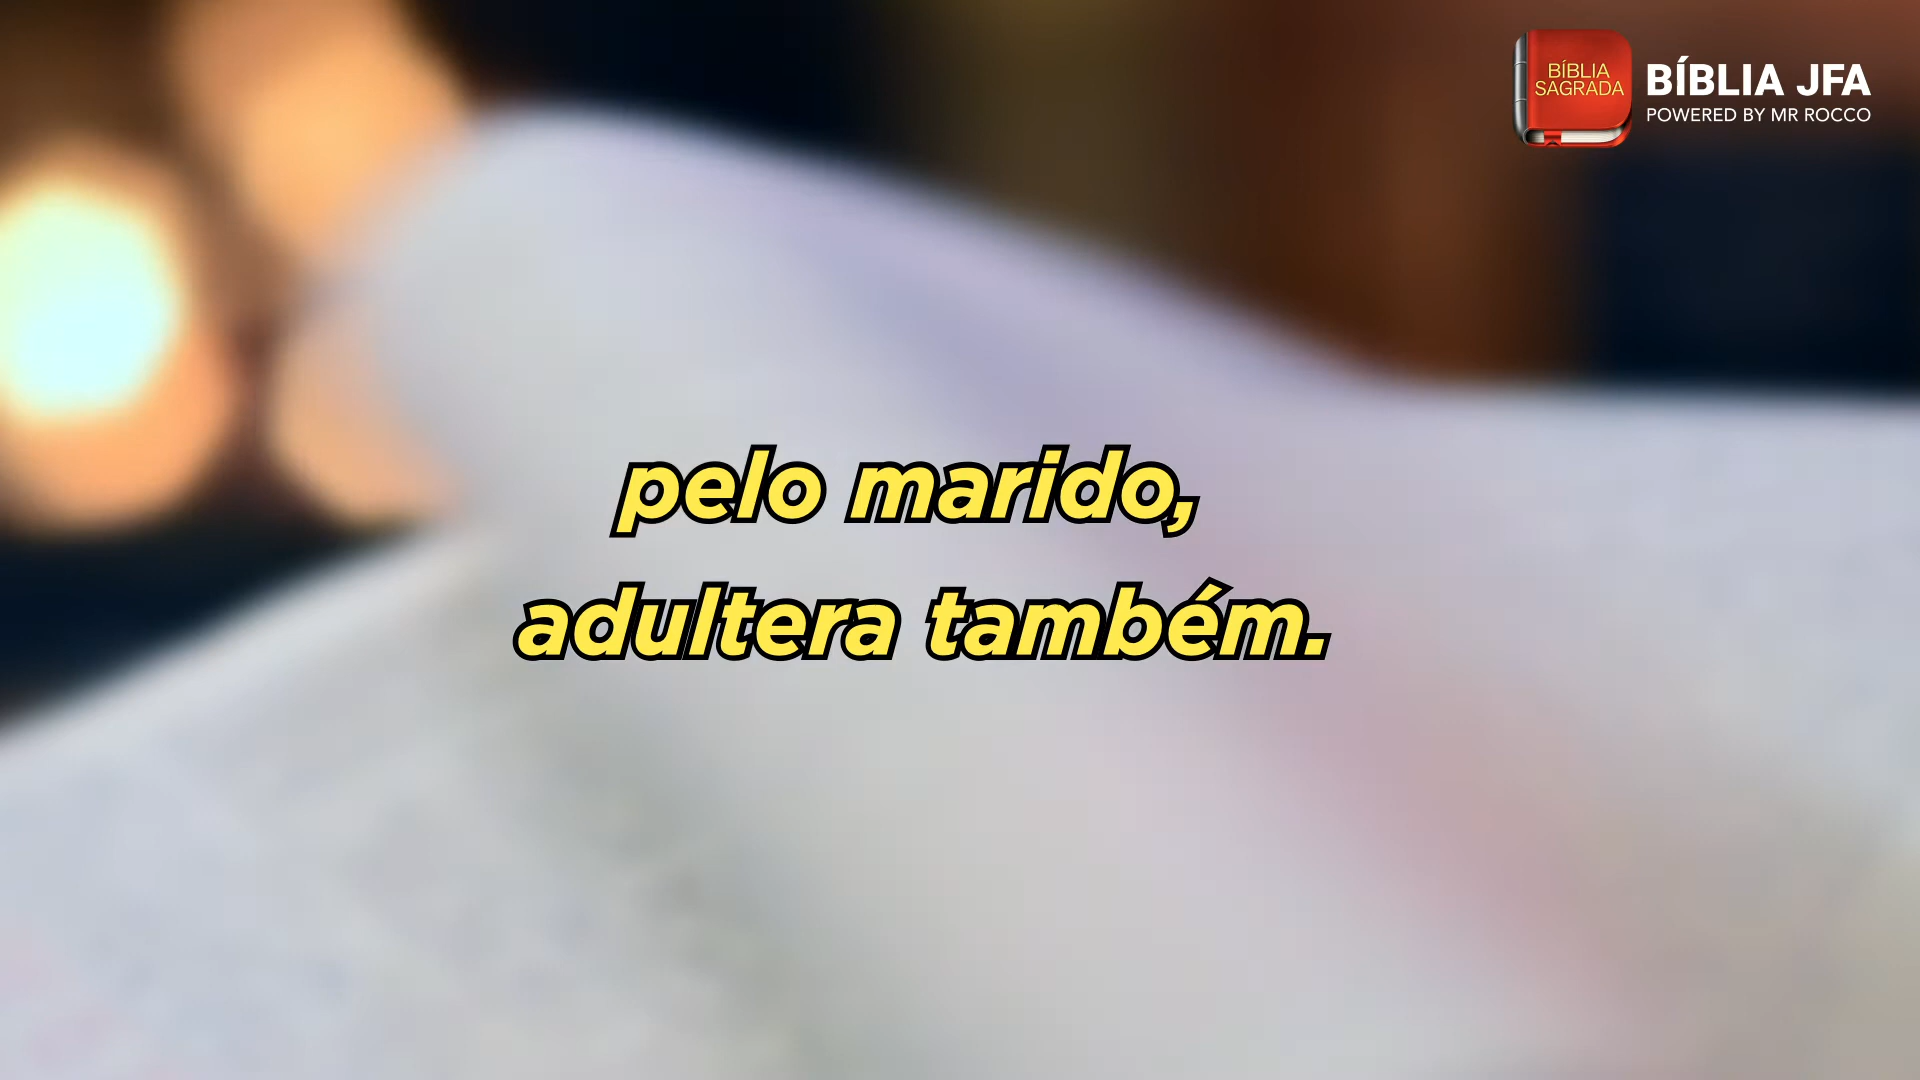 BÍBLIA
SAGRADA
BÍBLIA JFA
POWERED BY MR ROCCO
pelo marido,
adultera também.